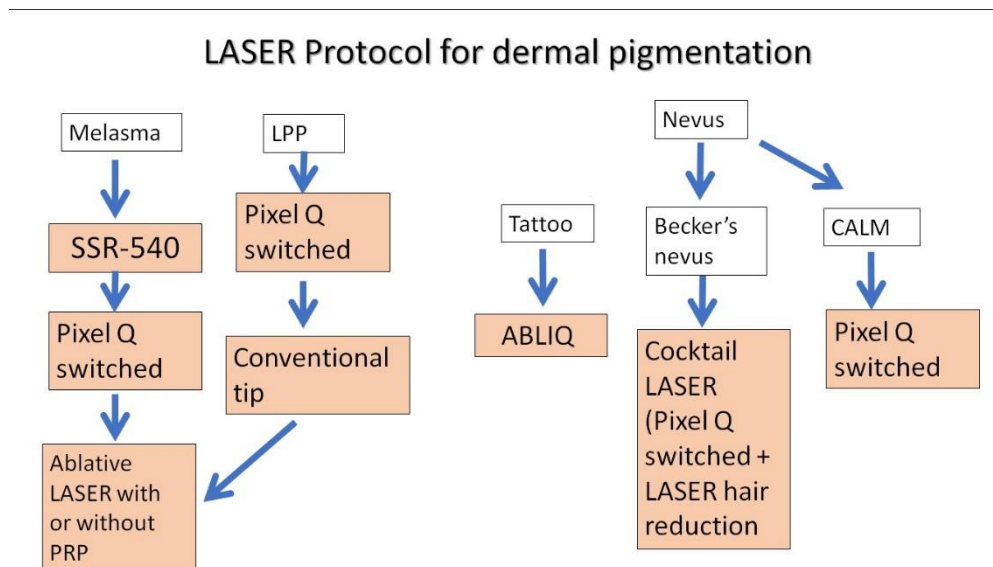 LASER Protocol for dermal pigmentation
Melasma
SSR-540
Pixel Q
switched
Ablative
LASER with
or without
PRP
LPP
Pixel Q
switched
Conventional
tip
Tattoo
ABLIQ
Nevus
Becker's
nevus
Cocktail
LASER
(Pixel Q
switched +
LASER hair
reduction
CALM
Pixel Q
switched